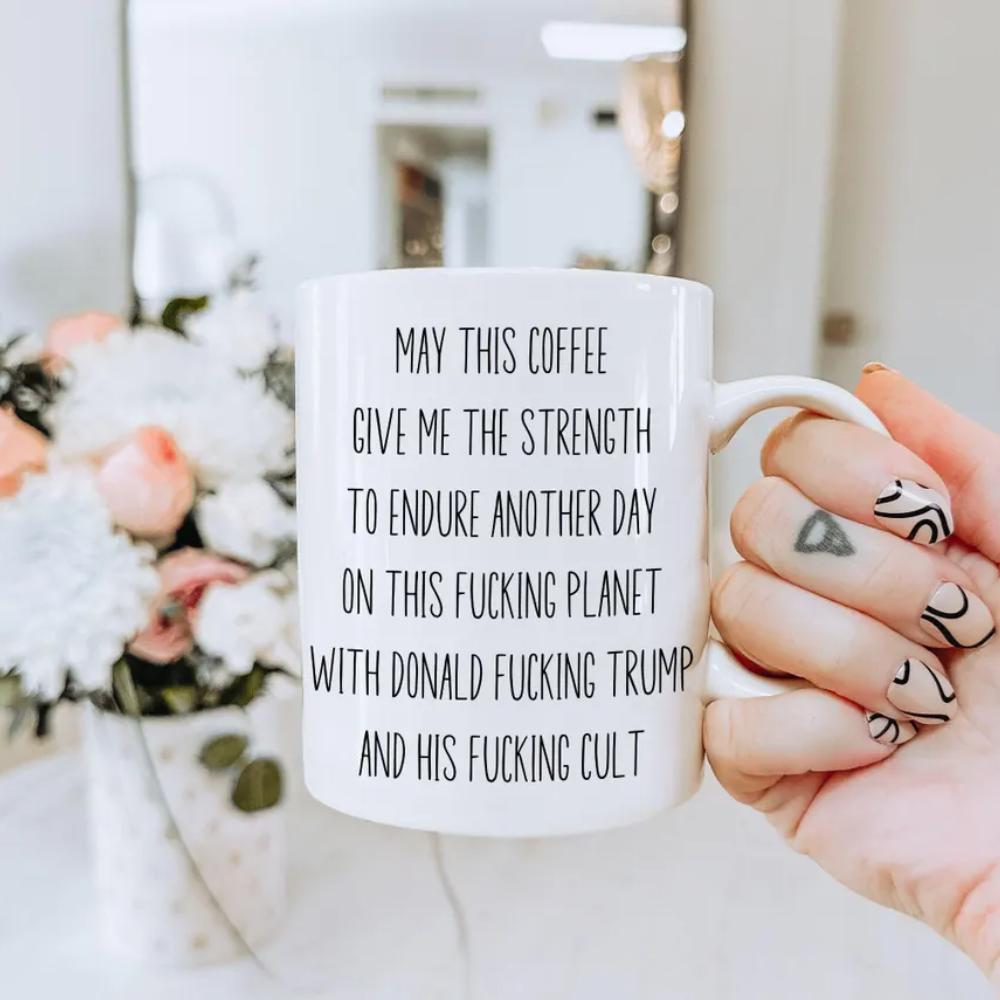 MAY THIS COFFEE
GIVE ME THE STRENGTH
TO ENDURE ANOTHER DAY
ON THIS FUCKING PLANET
WITH DONALD FUCKING TRUMP
AND HIS FUCKING CULT